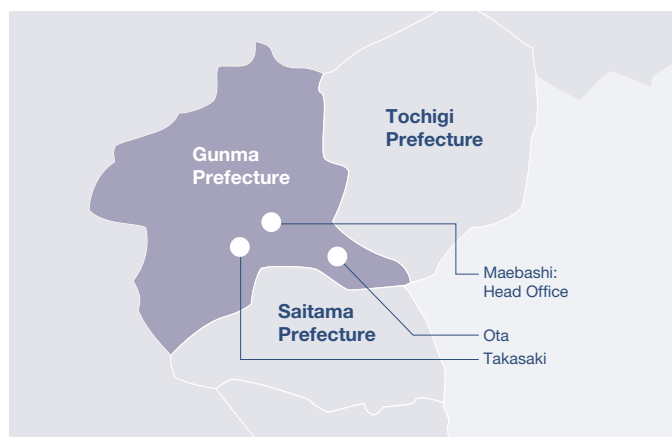 Tochigi
Prefecture
Gunma
Prefecture
Maebashi:
Head Office
Saitama
Prefecture
Ota
Takasaki